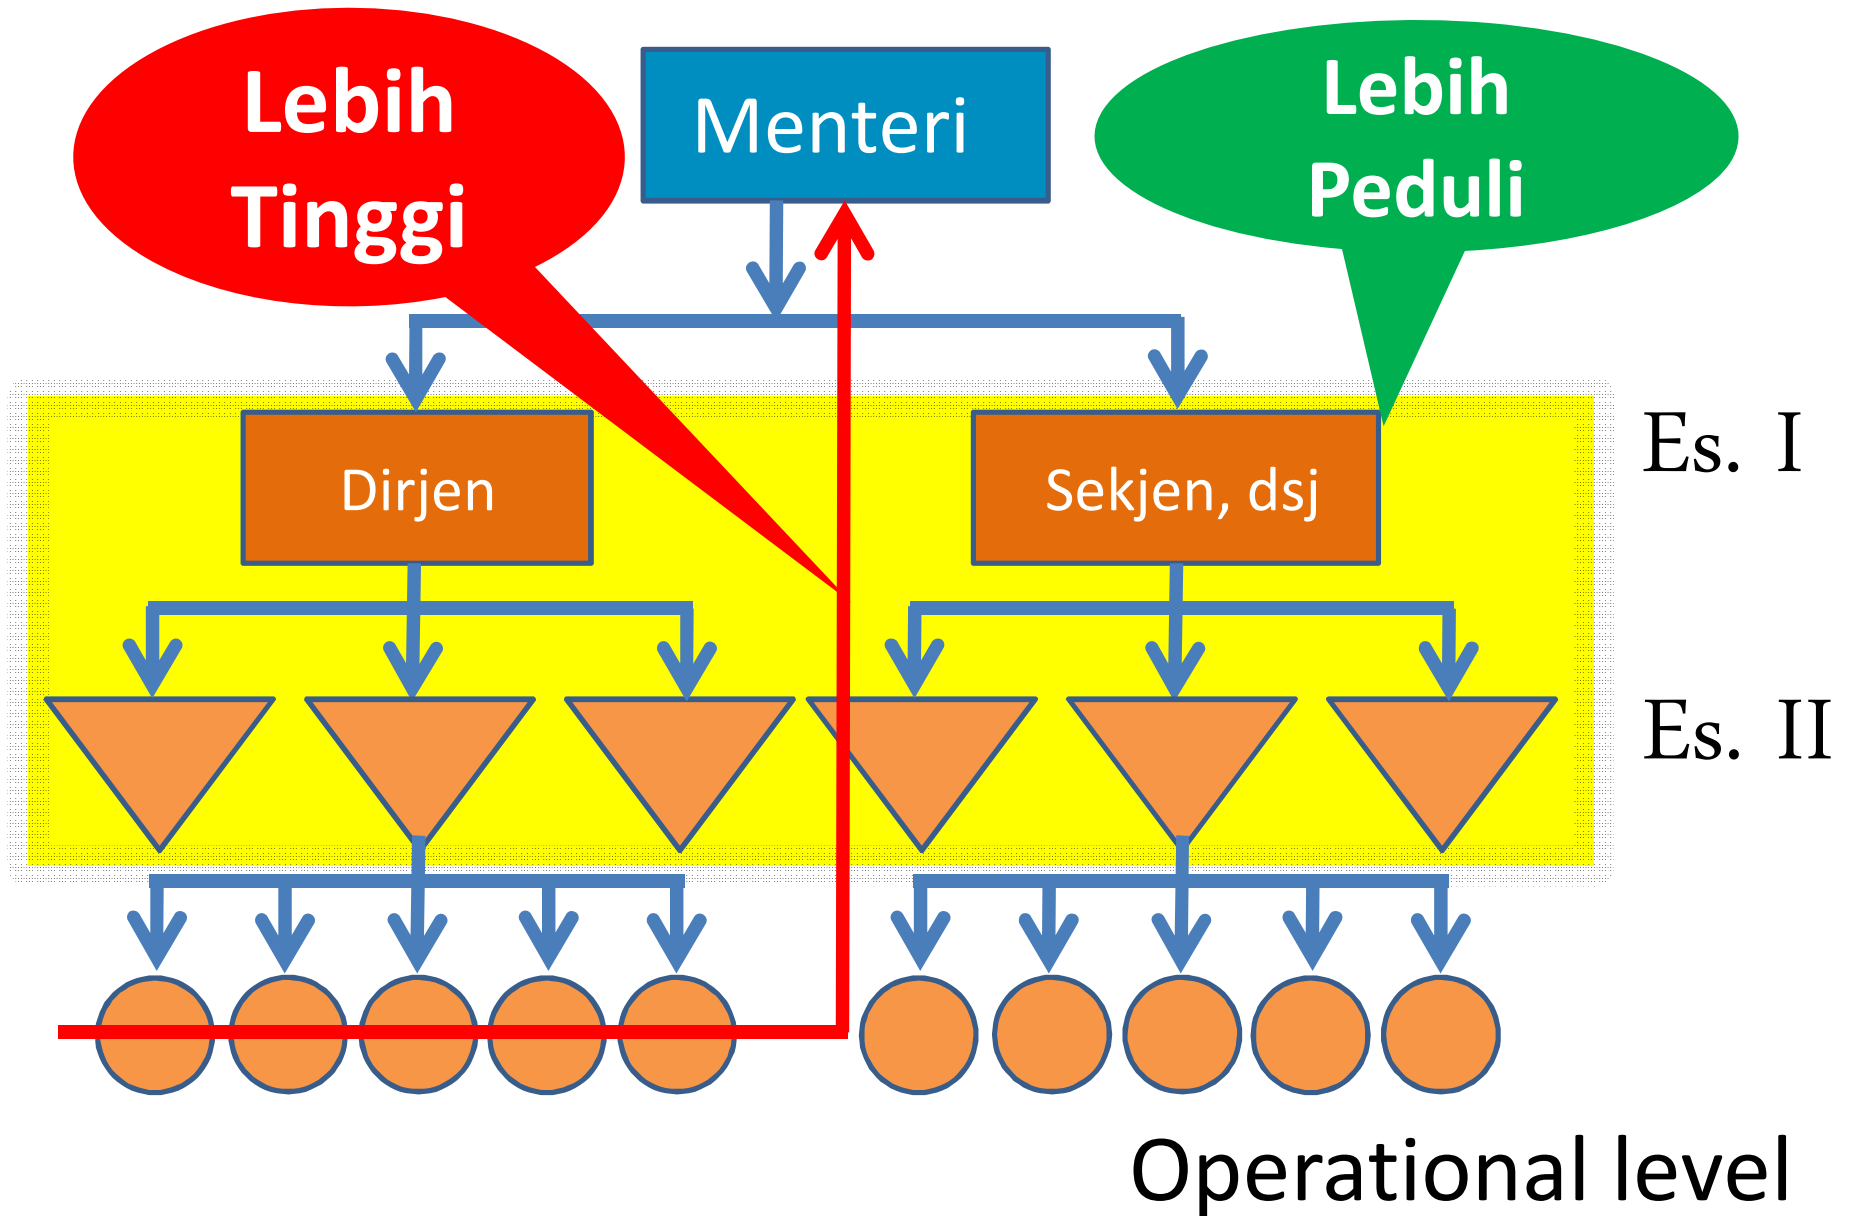 Lebih
Tinggi
Menteri
Lebih
Peduli
Dirjen
Sekjen, dsj
Es. I
Es. II
Operational level